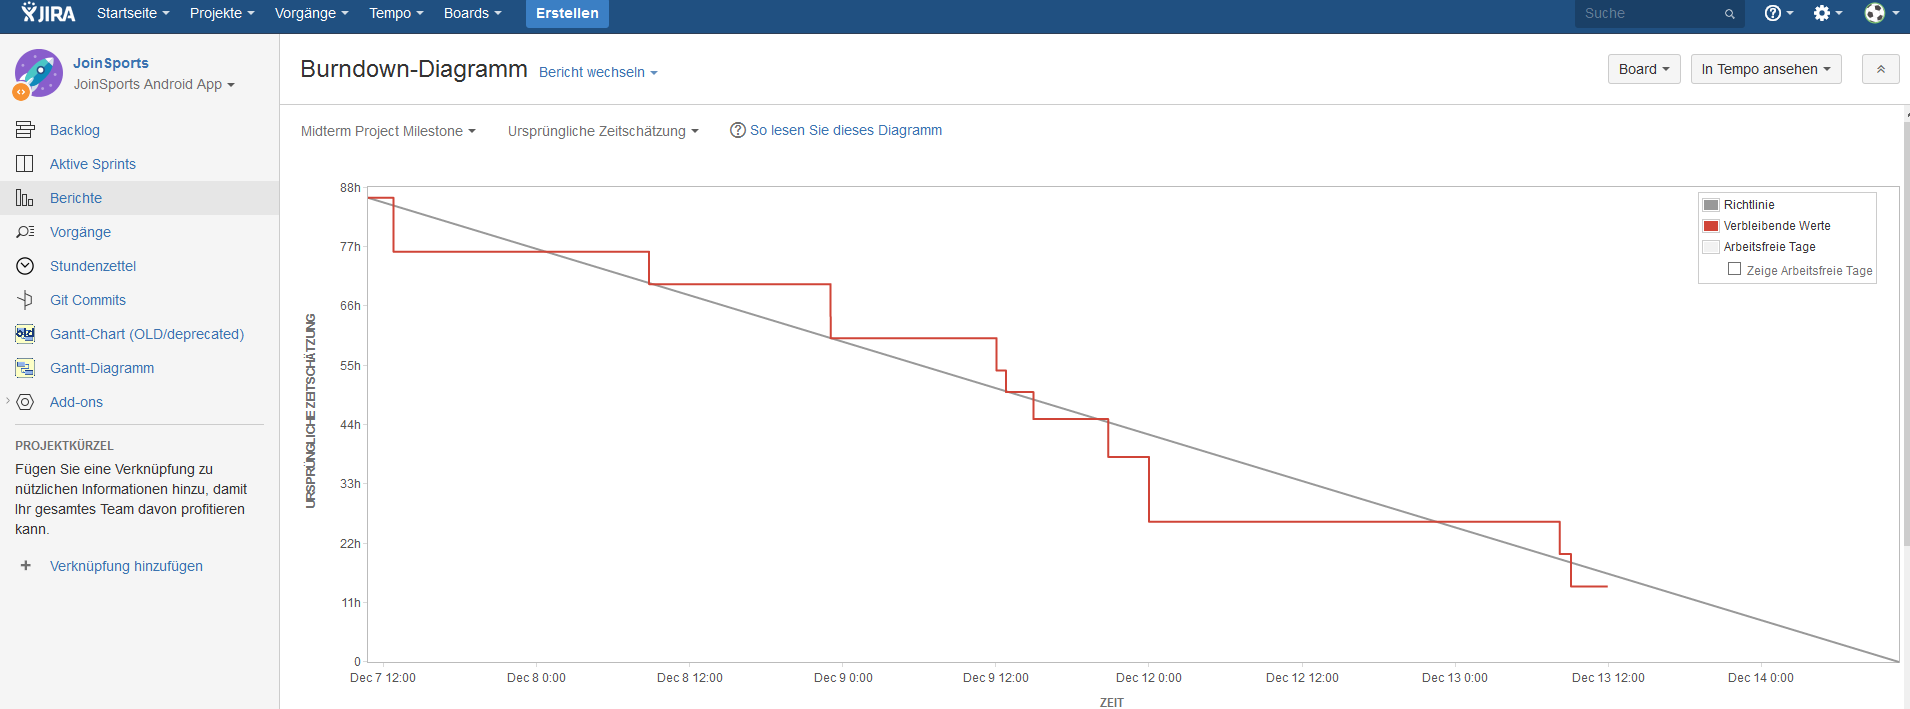 JIRA Startseite Projekte Vorgänge Tempo Boards Erstellen Suche
JoinSports
JoinSports Android App
Backlog
Aktive Sprints
Berichte
Vorgänge
Stundenzettel
Git Commits
old Gantt-Chart (OLD/deprecated)
Gantt-Diagramm
Add-ons
PROJEKTKÜRZEL
Fügen Sie eine Verknüpfung zu
nützlichen Informationen hinzu, damit
Ihr gesamtes Team davon profitieren
kann.
+ Verknüpfung hinzufügen
Burndown-Diagramm Bericht wechseln
Board In Tempo ansehen
Midterm Project Milestone Ursprüngliche Zeitschätzung So lesen Sie dieses Diagramm
URSPRÜNGLICHE ZEITSCHÄTZUNG
88h
77h
66h
55h
44h
33h
22h
11h
0
Richtlinie
Verbleibende Werte
Arbeitsfreie Tage
Zeige Arbeitsfreie Tage
Dec 7 12:00 Dec 8 0:00 Dec 8 12:00 Dec 9 0:00 Dec 9 12:00 Dec 12 0:00 Dec 12 12:00 Dec 13 0:00 Dec 13 12:00 Dec 14 0:00
ZEIT